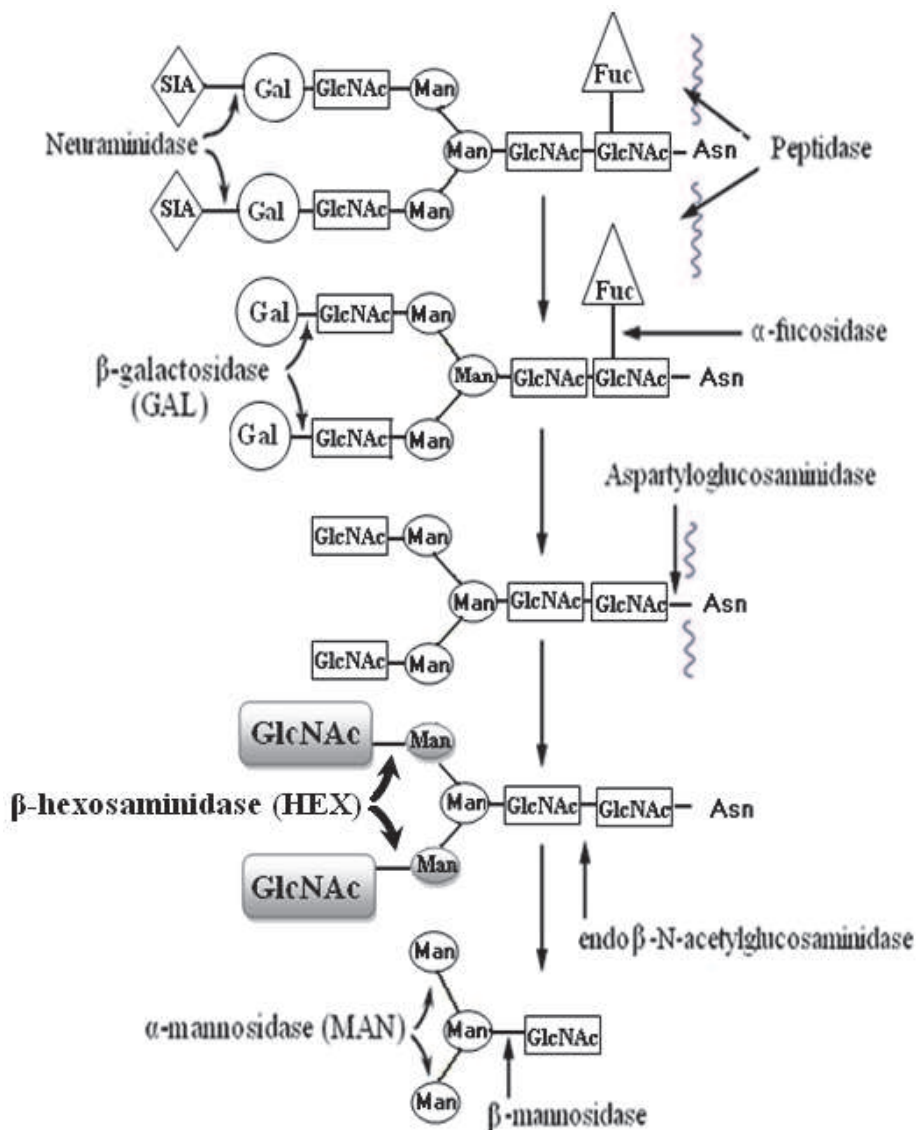 Fuc
SIA Gal GlcNAc Man
Neuraminidase
Man GlcNAc GlcNAc Asn
Peptidase
SIA Gal GlcNAc Man
Fuc
Gal GlcNAc Man
α-fucosidase
β-galactosidase
(GAL)
Man GlcNAc GlcNAc Asn
Gal GlcNAc Man
Aspartyloglucosaminidase
GlcNAc Man
Man GlcNAc GlcNAc Asn
GlcNAc Man
GlcNAc Man
β-hexosaminidase (HEX)
Man GlcNAc GlcNAc Asn
GlcNAc Man
endo β-N-acetylglucosaminidase
Man
α-mannosidase (MAN)
Man GlcNAc
Man
β-mannosidase